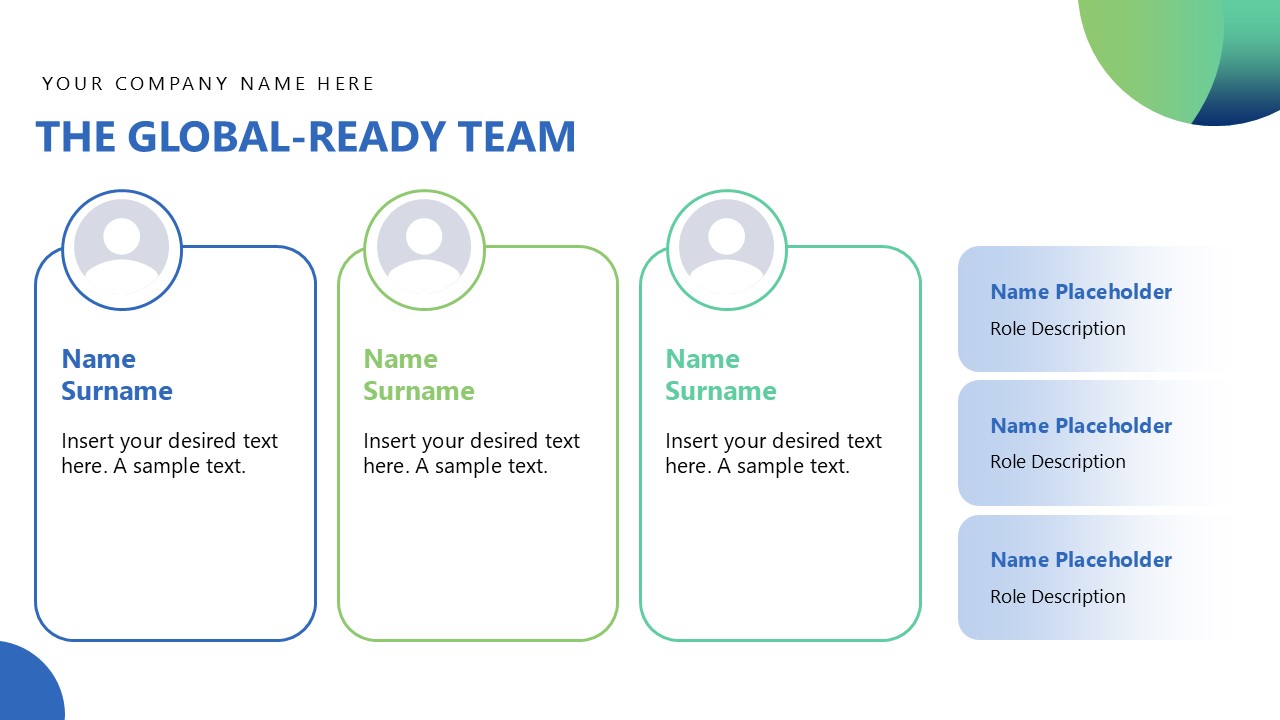 YOUR COMPANY NAME HERE
THE GLOBAL-READY TEAM
Name
Surname
Insert your desired text
here. A sample text.
Name
Surname
Insert your desired text
here. A sample text.
Name
Surname
Insert your desired text
here. A sample text.
Name Placeholder
Role Description
Name Placeholder
Role Description
Name Placeholder
Role Description